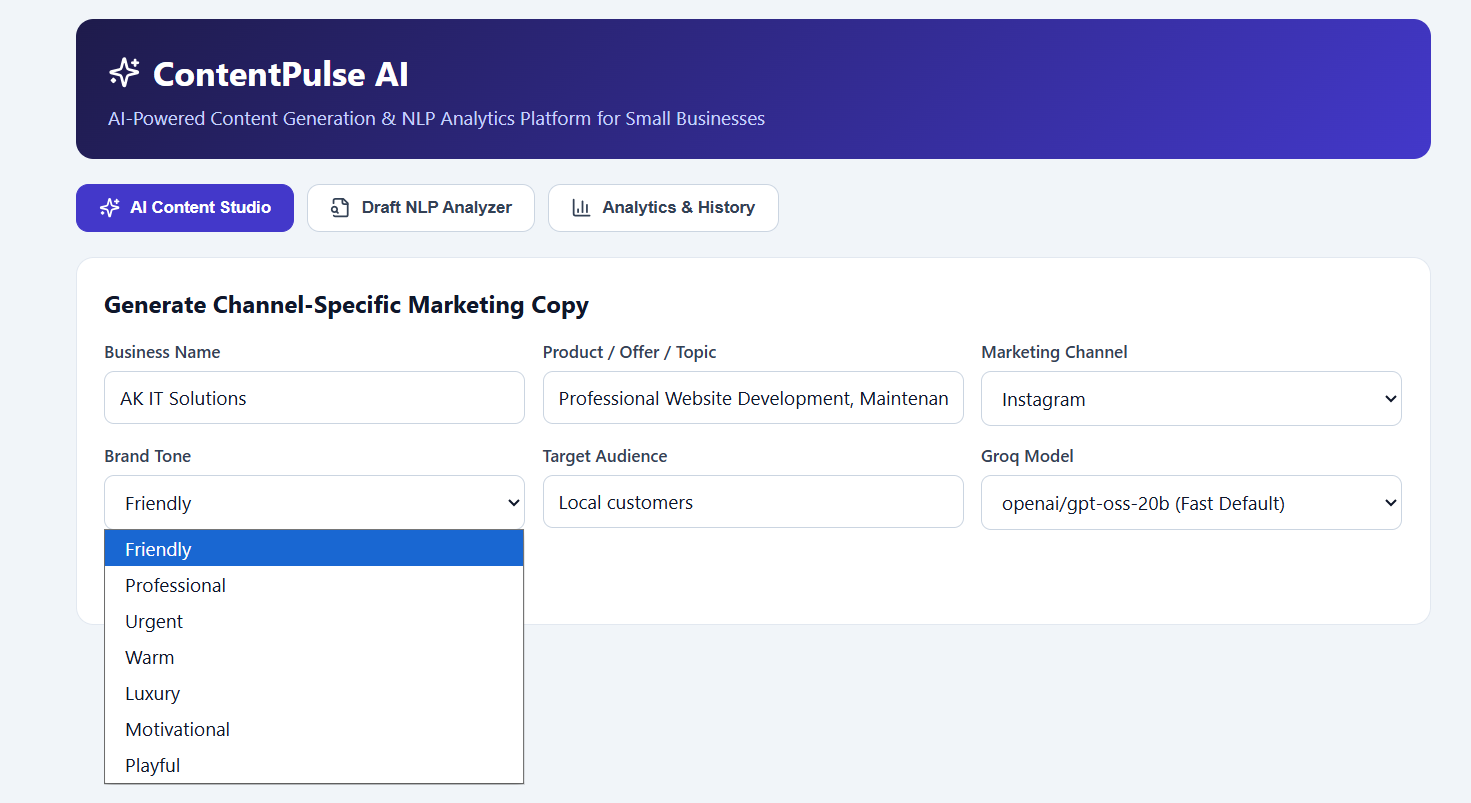 ContentPulse AI
AI-Powered Content Generation & NLP Analytics Platform for Small Businesses
AI Content Studio
Draft NLP Analyzer
Analytics & History
Generate Channel-Specific Marketing Copy
Business Name
Product / Offer / Topic
Marketing Channel
AK IT Solutions
Professional Website Development, Maintenan
Instagram
Brand Tone
Target Audience
Groq Model
Friendly
Local customers
openai/gpt-oss-20b (Fast Default)
Friendly
Professional
Urgent
Warm
Luxury
Motivational
Playful